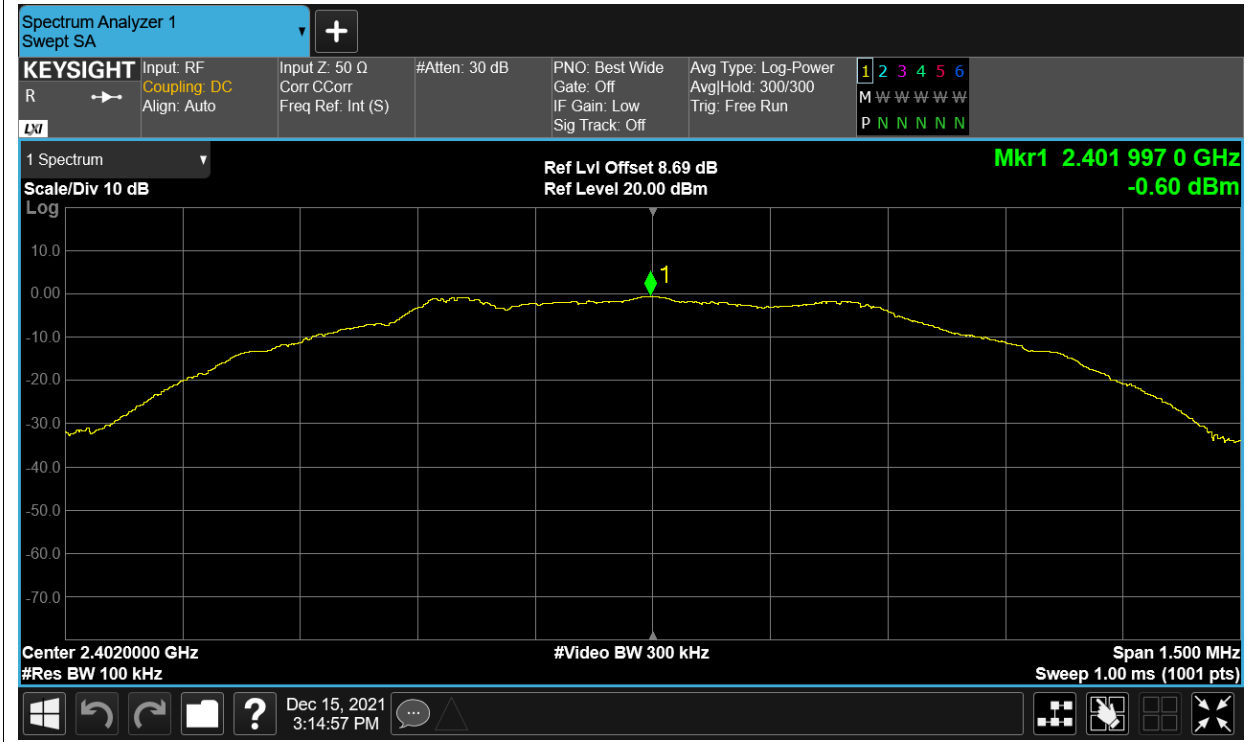 Spectrum Analyzer 1
Swept SA
KEYSIGHT
R
LXI
Input: RF
Coupling: DC
Align: Auto
Input Z: 50 Ω
Corr CCorr
Freq Ref: Int (S)
#Atten: 30 dB
PNO: Best Wide
Gate: Off
IF Gain: Low
Sig Track: Off
Avg Type: Log-Power
Avg|Hold: 300/300
Trig: Free Run
1 2 3 4 5 6
M W W W W W W
P N N N N N N
1 Spectrum
Scale/Div 10 dB
Log
Ref Lvl Offset 8.69 dB
Ref Level 20.00 dBm
Mkr1 2.401 997 0 GHz
-0.60 dBm
10.0
0.00
-10.0
-20.0
-30.0
-40.0
-50.0
-60.0
-70.0
1
Center 2.4020000 GHz
#Res BW 100 kHz
#Video BW 300 kHz
Span 1.500 MHz
Sweep 1.00 ms (1001 pts)
?
Dec 15, 2021
3:14:57 PM